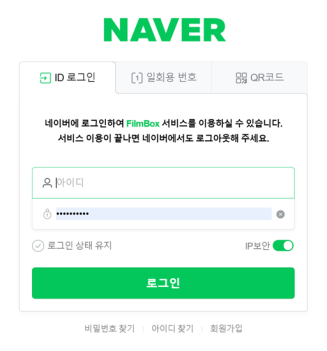 NAVER
ID 로그인
1 일회용 번호
QR코드
네이버에 로그인하여 FilmBox 서비스를 이용하실 수 있습니다.
서비스 이용이 끝나면 네이버에서도 로그아웃해 주세요.
아이디
••••••••••
로그인 상태 유지
IP보안
로그인
비밀번호 찾기 | 아이디 찾기 | 회원가입